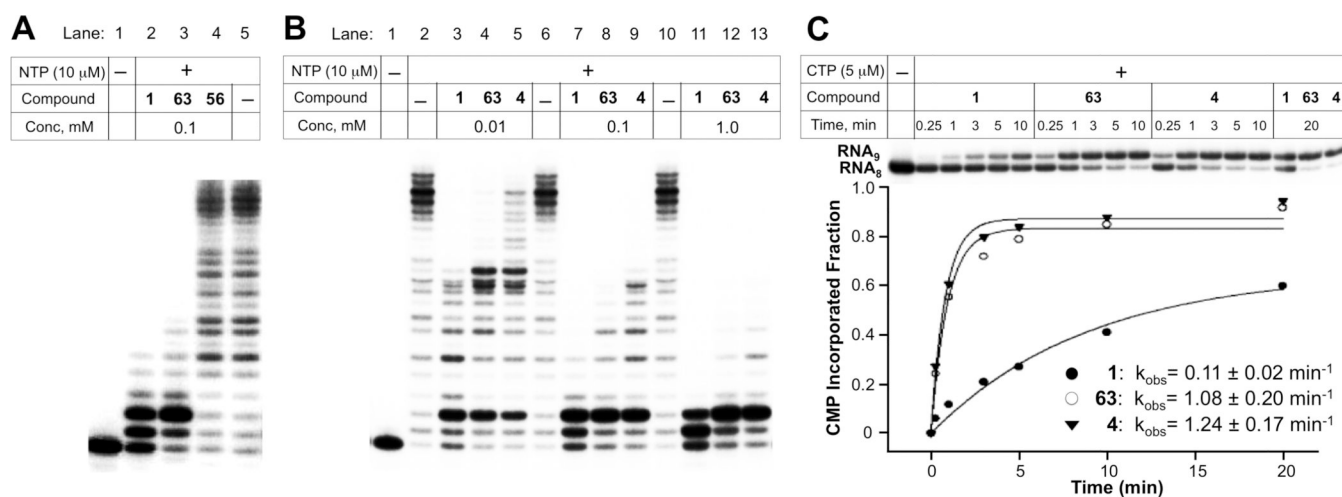 A Lane: 1 2 3 4 5
NTP (10 μM) – +
Compound 1 63 56 –
Conc, mM 0.1
B Lane: 1 2 3 4 5 6 7 8 9 10 11 12 13
NTP (10 μM) – +
Compound – 1 63 4 – 1 63 4 – 1 63 4
Conc, mM 0.01 0.1 1.0
C
CTP (5 μM) – +
Compound 1 63 4 1 63 4
Time, min 0.25 1 3 5 10 0.25 1 3 5 10 0.25 1 3 5 10 20
RNA₉
RNA₈
CMP Incorporated Fraction
1.0
0.8
0.6
0.4
0.2
0
● 1: k_obs= 0.11 ± 0.02 min⁻¹
○ 63: k_obs= 1.08 ± 0.20 min⁻¹
▼ 4: k_obs= 1.24 ± 0.17 min⁻¹
0 5 10 15 20
Time (min)